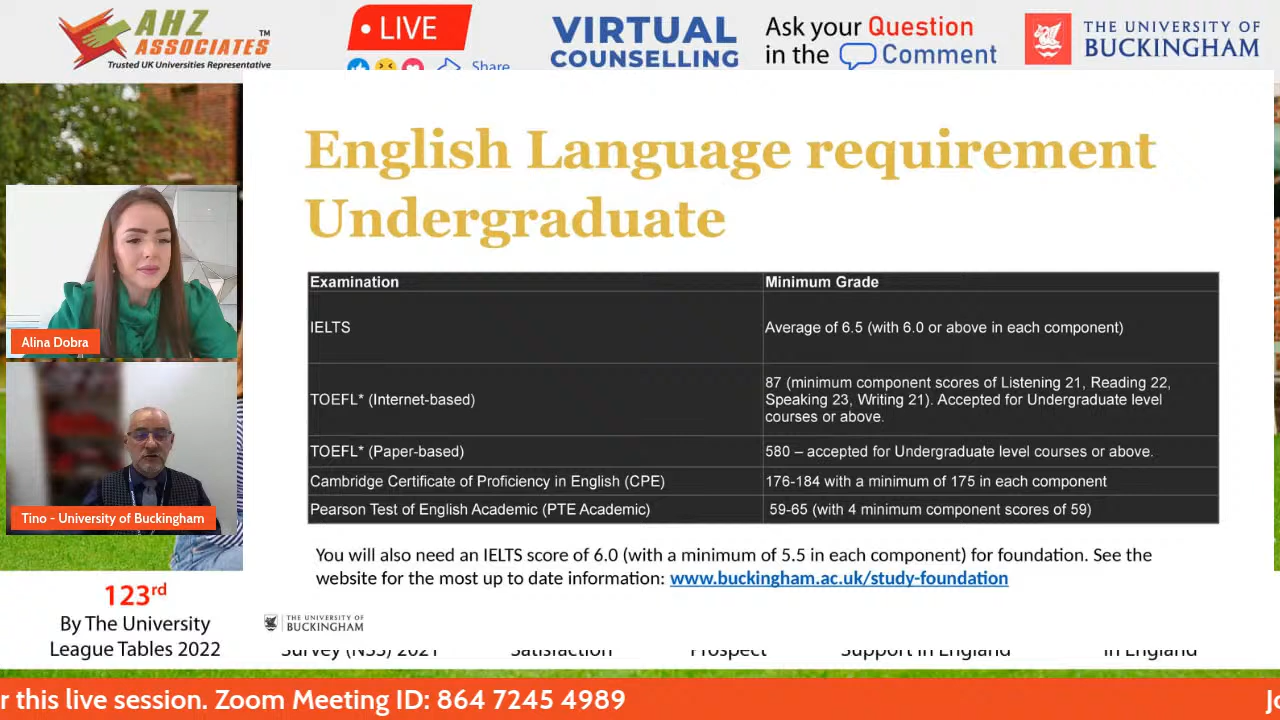 AHZ
ASSOCIATES
™
Trusted UK Universities Representative
• LIVE
Share
VIRTUAL
COUNSELLING
Ask your Question
in the Comment
THE UNIVERSITY OF
BUCKINGHAM
English Language requirement
Undergraduate
Examination Minimum Grade
IELTS Average of 6.5 (with 6.0 or above in each component)
TOEFL* (Internet-based) 87 (minimum component scores of Listening 21, Reading 22,
Speaking 23, Writing 21). Accepted for Undergraduate level
courses or above.
TOEFL* (Paper-based) 580 – accepted for Undergraduate level courses or above.
Cambridge Certificate of Proficiency in English (CPE) 176-184 with a minimum of 175 in each component
Pearson Test of English Academic (PTE Academic) 59-65 (with 4 minimum component scores of 59)
You will also need an IELTS score of 6.0 (with a minimum of 5.5 in each component) for foundation. See the
website for the most up to date information: www.buckingham.ac.uk/study-foundation
Alina Dobra
Tino - University of Buckingham
123rd
By The University
League Tables 2022
THE UNIVERSITY OF
BUCKINGHAM
Survey (NSS) 2021 Satisfaction Prospect Support in England in England
r this live session. Zoom Meeting ID: 864 7245 4989 Jo